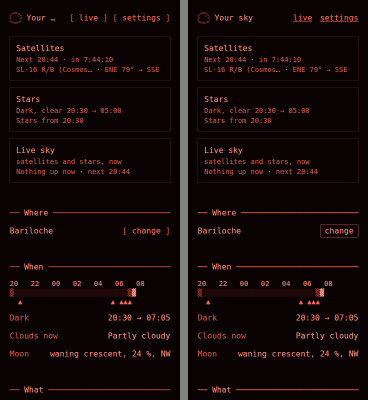 Your … [ live ] [ settings ]
Satellites
Next 20:44 · in 7:44:10
SL-16 R/B (Cosmos… · ENE 79° → SSE
Stars
Dark, clear 20:30 → 05:00
Stars from 20:30
Live sky
satellites and stars, now
Nothing up now · next 20:44
Where
Bariloche [ change ]
When
20 22 00 02 04 06 08
Dark 20:30 → 07:05
Clouds now Partly cloudy
Moon waning crescent, 24 %, NW
What
Your sky live settings
Satellites
Next 20:44 · in 7:44:10
SL-16 R/B (Cosmos… · ENE 79° → SSE
Stars
Dark, clear 20:30 → 05:00
Stars from 20:30
Live sky
satellites and stars, now
Nothing up now · next 20:44
Where
Bariloche change
When
20 22 00 02 04 06 08
Dark 20:30 → 07:05
Clouds now Partly cloudy
Moon waning crescent, 24 %, NW
What